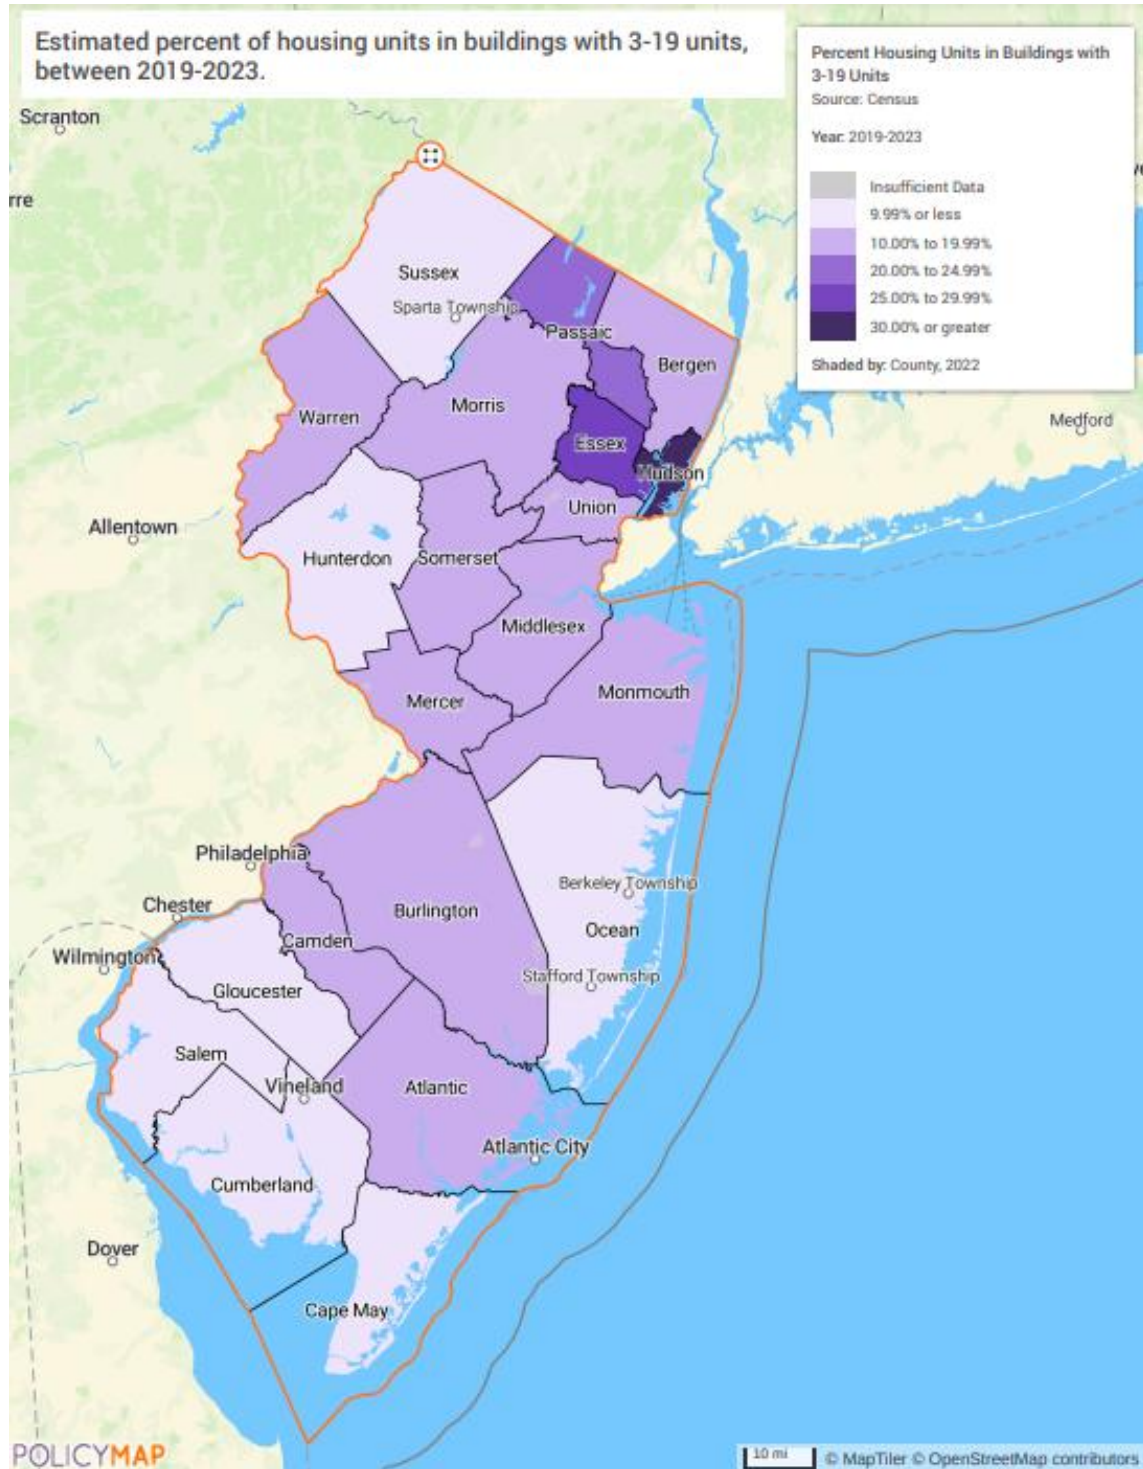 Estimated percent of housing units in buildings with 3-19 units,
between 2019-2023.
Percent Housing Units in Buildings with
3-19 Units
Source: Census
Year: 2019-2023
Insufficient Data
9.99% or less
10.00% to 19.99%
20.00% to 24.99%
25.00% to 29.99%
30.00% or greater
Shaded by: County, 2022
Scranton
rre
Sussex
Sparta Township
Passaic
Bergen
Warren
Morris
Medford
Essex
Hudson
Union
Allentown
Hunterdon
Somerset
Middlesex
Mercer
Monmouth
Philadelphia
Berkeley Township
Chester
Burlington
Ocean
Camden
Wilmington
Stafford Township
Gloucester
Salem
Vineland
Atlantic
Atlantic City
Cumberland
Dover
Cape May
POLICYMAP
10 mi
© MapTiler © OpenStreetMap contributors